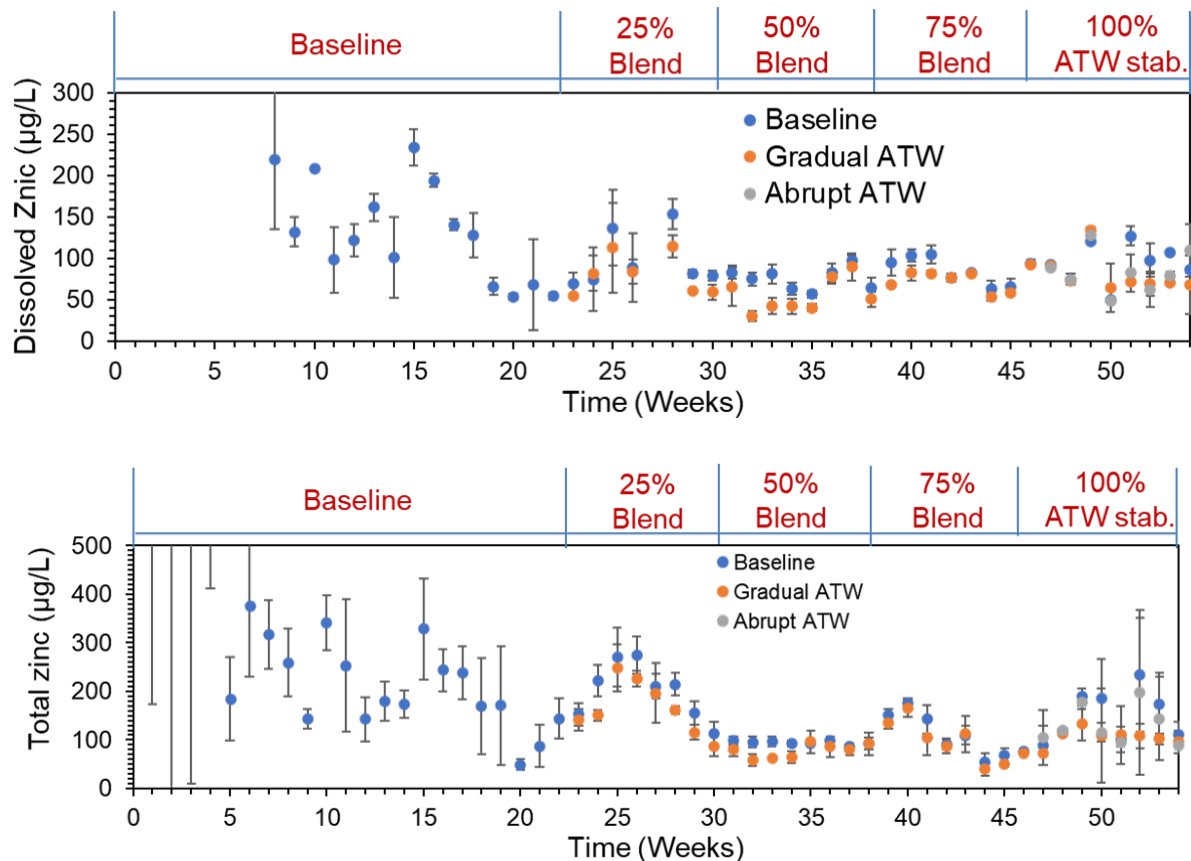 Baseline
25%
Blend
50%
Blend
75%
Blend
100%
ATW stab.
Dissolved Znic (µg/L)
300
250
200
150
100
50
0
Baseline
Gradual ATW
Abrupt ATW
0 5 10 15 20 25 30 35 40 45 50
Time (Weeks)
Baseline
25%
Blend
50%
Blend
75%
Blend
100%
ATW stab.
Total zinc (µg/L)
500
400
300
200
100
0
Baseline
Gradual ATW
Abrupt ATW
0 5 10 15 20 25 30 35 40 45 50
Time (Weeks)